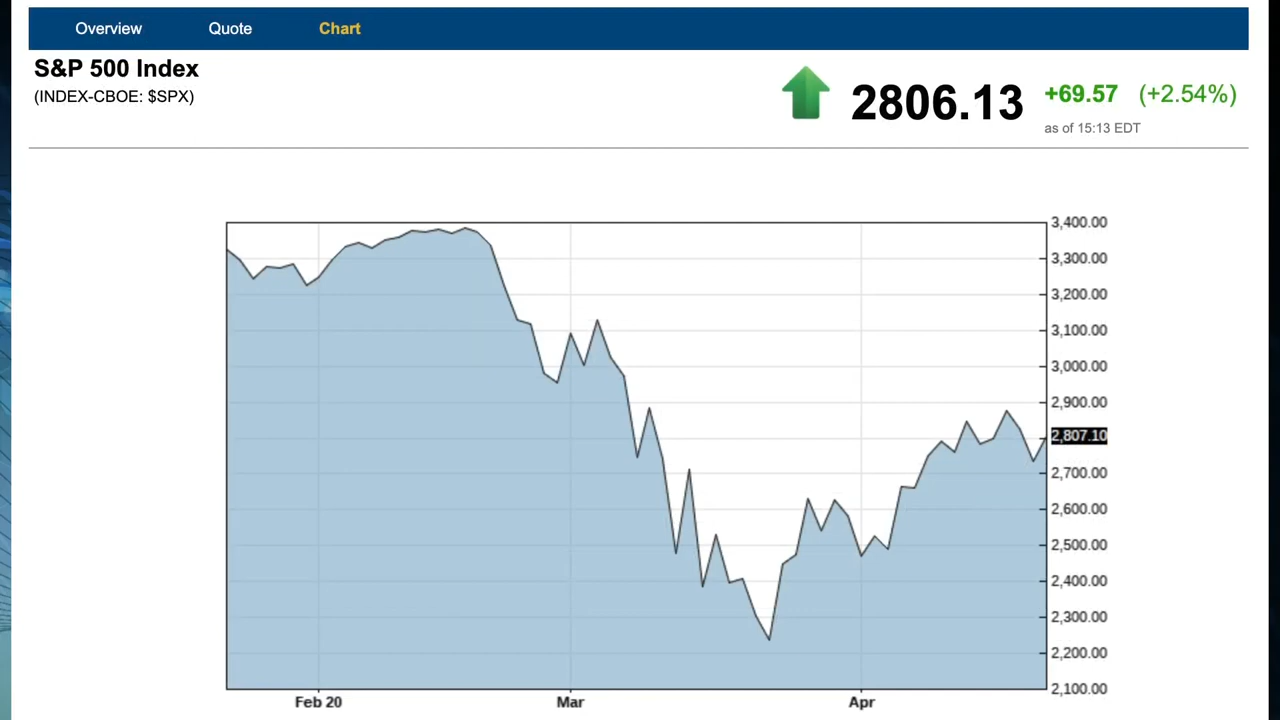 Overview Quote Chart
S&P 500 Index
(INDEX-CBOE: $SPX)
2806.13 +69.57 (+2.54%)
as of 15:13 EDT
3,400.00
3,300.00
3,200.00
3,100.00
3,000.00
2,900.00
2,807.10
2,700.00
2,600.00
2,500.00
2,400.00
2,300.00
2,200.00
2,100.00
Feb 20 Mar Apr